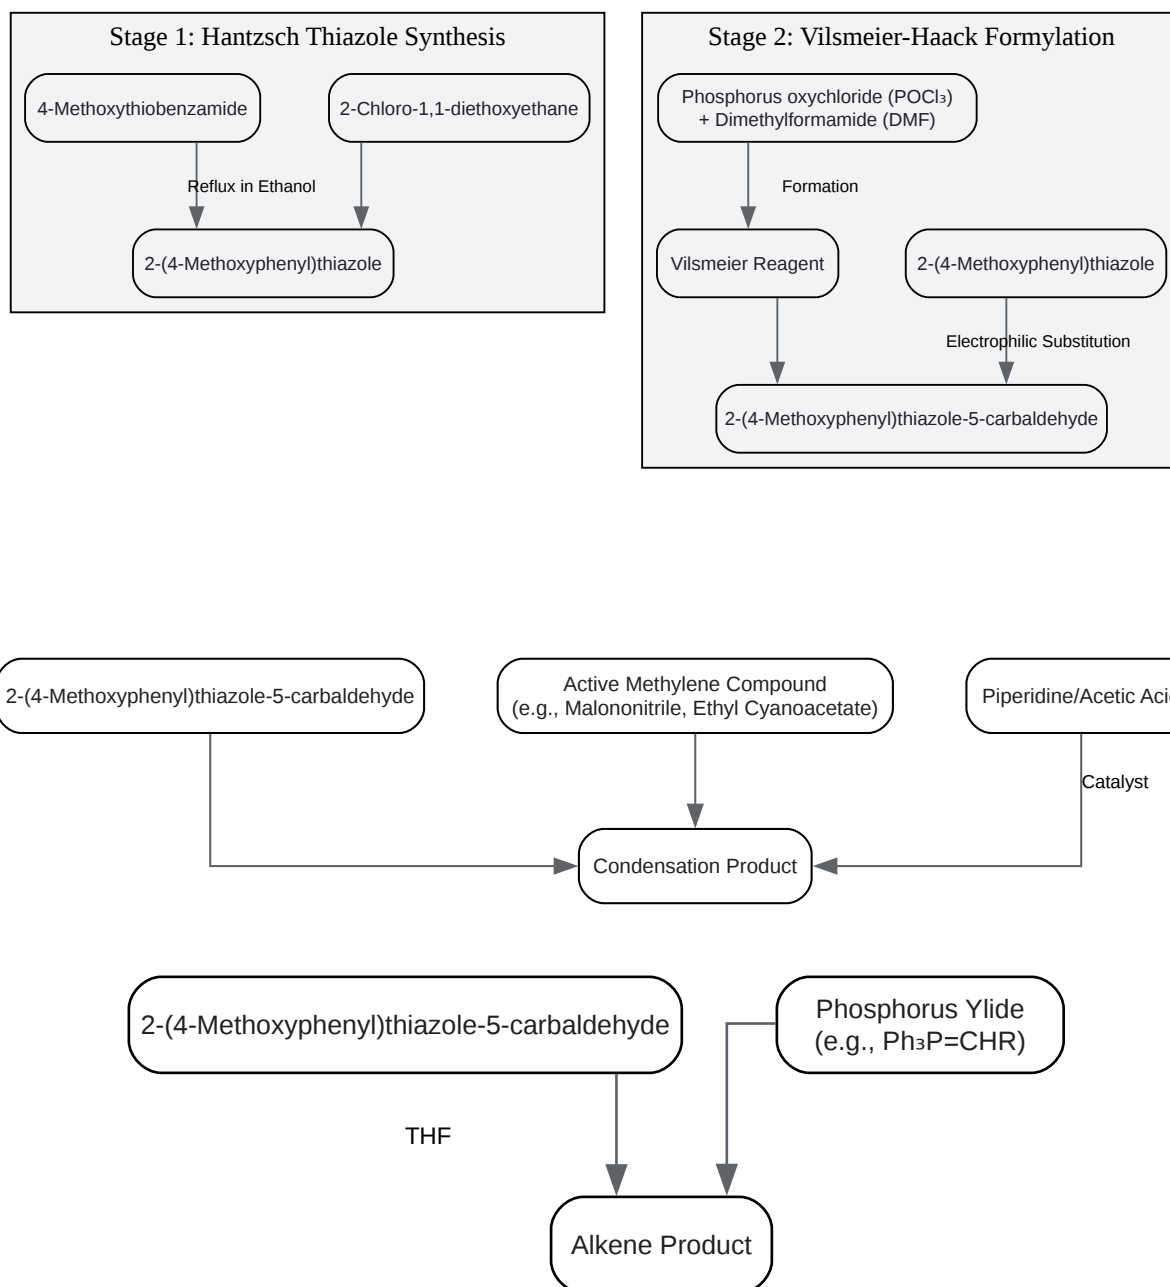 Stage 1: Hantzsch Thiazole Synthesis
4-Methoxythiobenzamide
2-Chloro-1,1-diethoxyethane
Reflux in Ethanol
2-(4-Methoxyphenyl)thiazole
Stage 2: Vilsmeier-Haack Formylation
Phosphorus oxychloride (POCl₃)
+ Dimethylformamide (DMF)
Formation
Vilsmeier Reagent
2-(4-Methoxyphenyl)thiazole
Electrophilic Substitution
2-(4-Methoxyphenyl)thiazole-5-carbaldehyde
2-(4-Methoxyphenyl)thiazole-5-carbaldehyde
Active Methylene Compound
(e.g., Malononitrile, Ethyl Cyanoacetate)
Piperidine/Acetic
Catalyst
Condensation Product
2-(4-Methoxyphenyl)thiazole-5-carbaldehyde
Phosphorus Ylide
(e.g., Ph₃P=CHR)
THF
Alkene Product